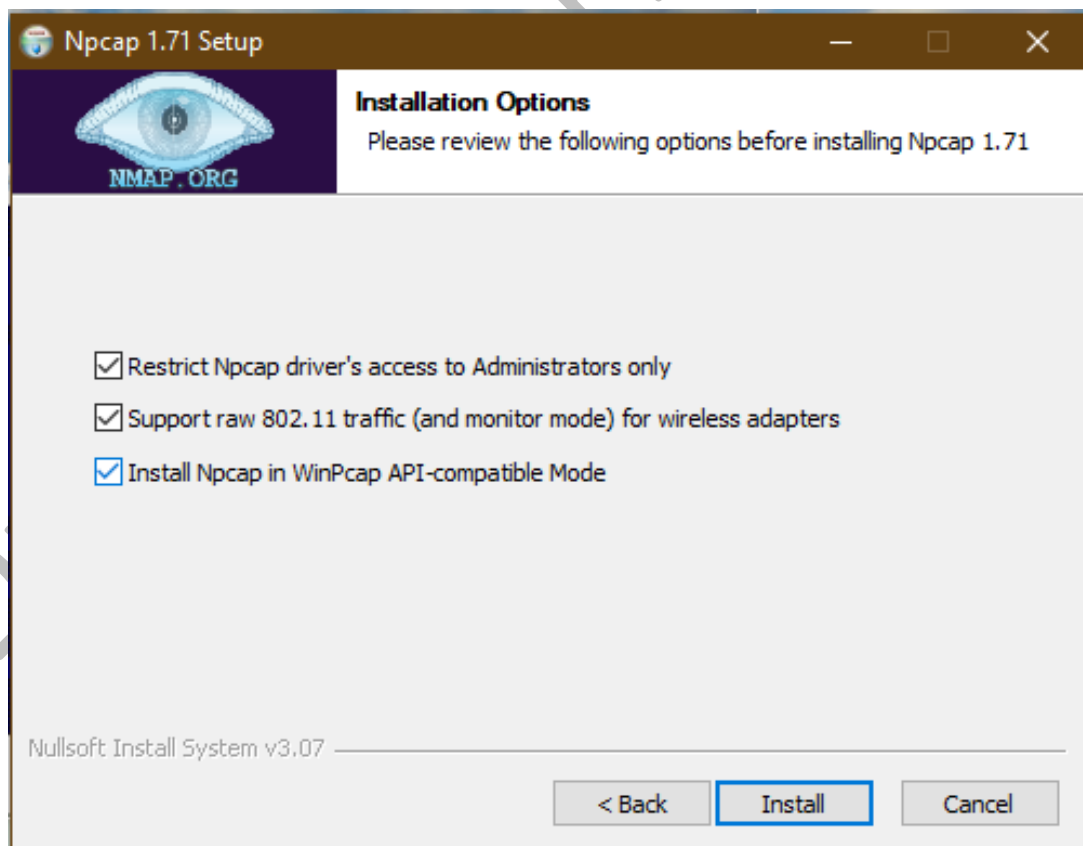 Npcap 1.71 Setup
NMAP.ORG
Installation Options
Please review the following options before installing Npcap 1.71
Restrict Npcap driver's access to Administrators only
Support raw 802.11 traffic (and monitor mode) for wireless adapters
Install Npcap in WinPcap API-compatible Mode
Nullsoft Install System v3.07
< Back
Install
Cancel